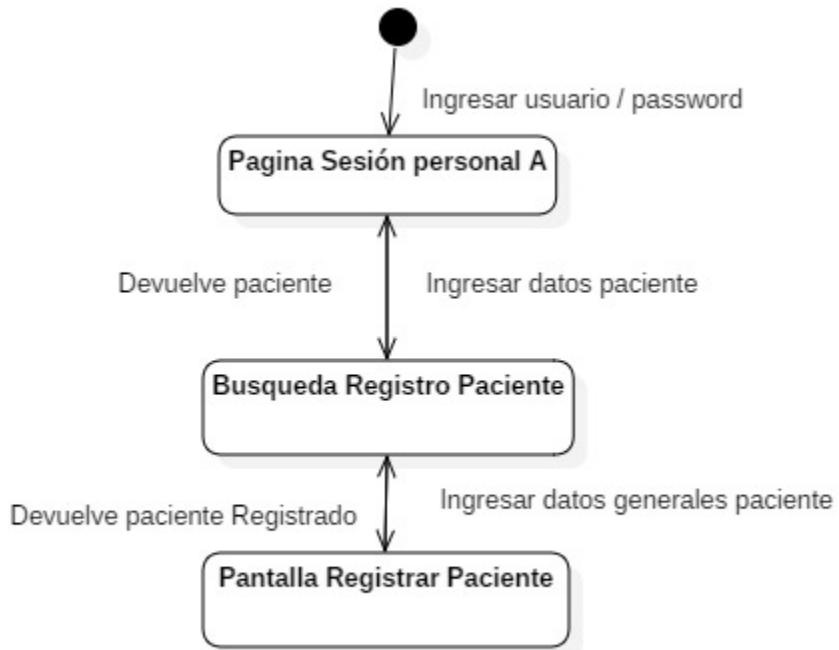 Ingresar usuario / password
Pagina Sesión personal A
Devuelve paciente
Ingresar datos paciente
Busqueda Registro Paciente
Devuelve paciente Registrado
Ingresar datos generales paciente
Pantalla Registrar Paciente